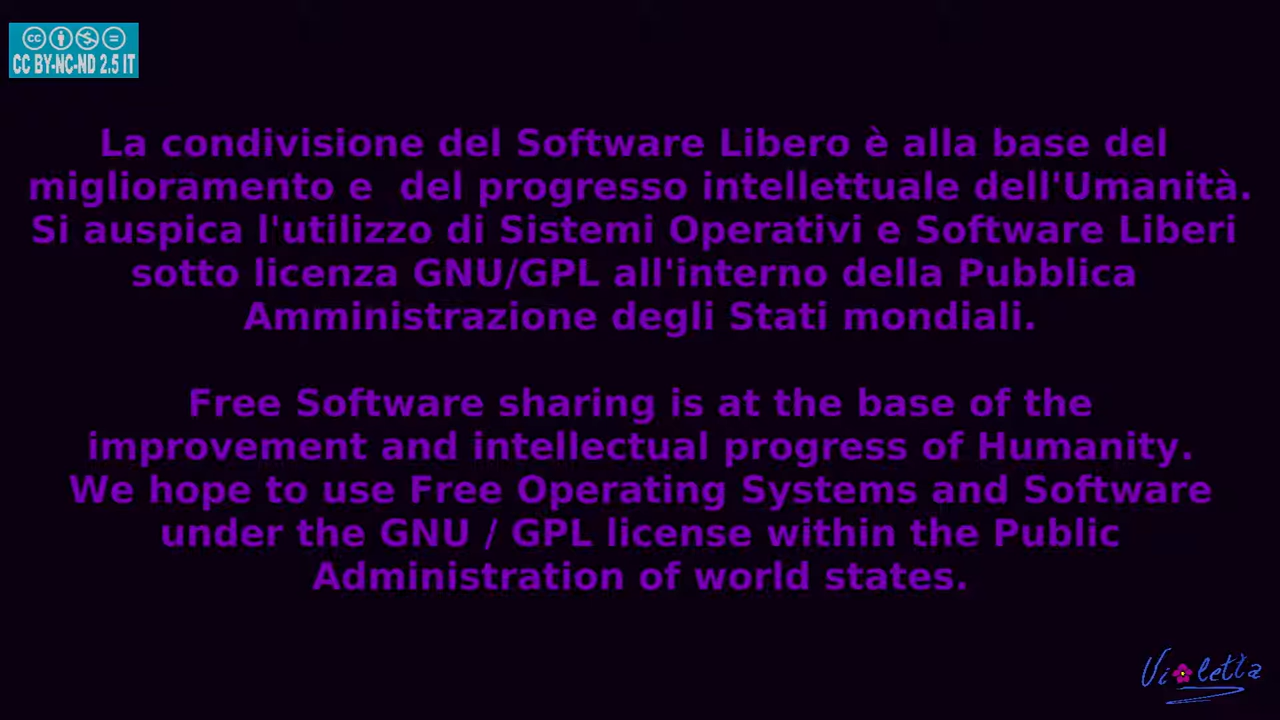 CC BY-NC-ND 2.5 IT
La condivisione del Software Libero è alla base del
miglioramento e  del progresso intellettuale dell'Umanità.
Si auspica l'utilizzo di Sistemi Operativi e Software Liberi
sotto licenza GNU/GPL all'interno della Pubblica
Amministrazione degli Stati mondiali.
Free Software sharing is at the base of the
improvement and intellectual progress of Humanity.
We hope to use Free Operating Systems and Software
under the GNU / GPL license within the Public
Administration of world states.
Violetta